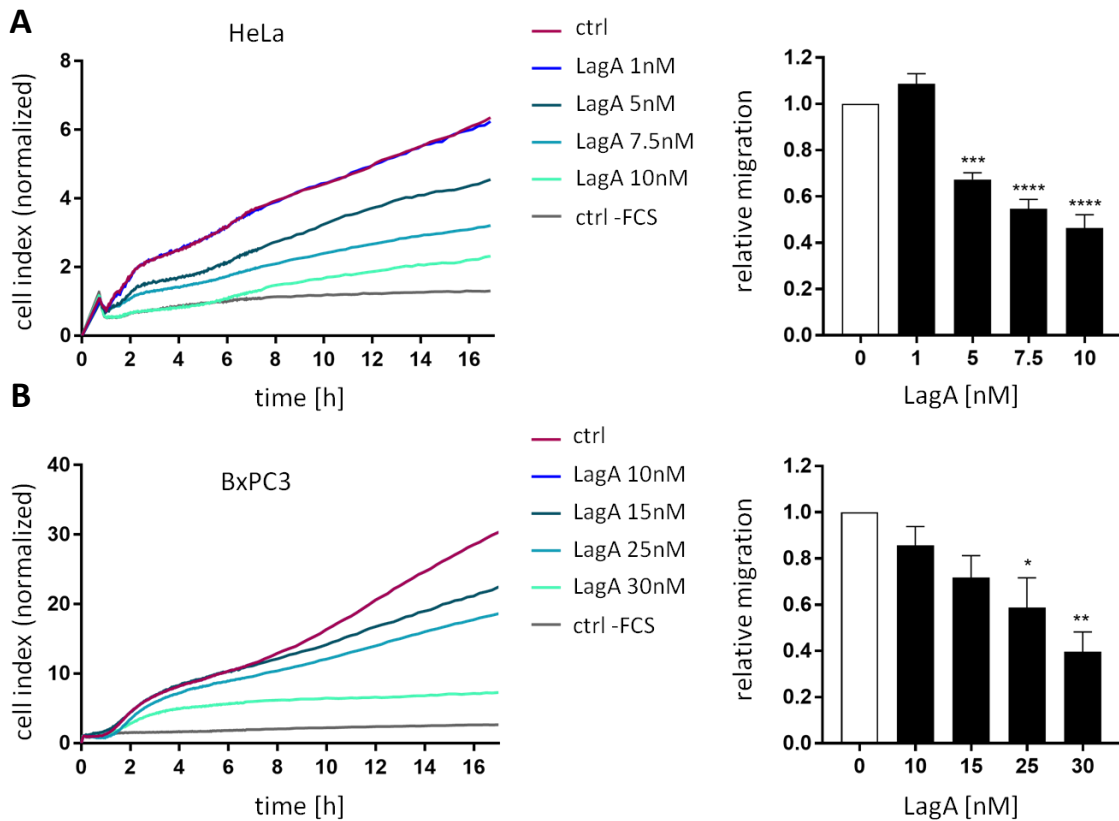 A
HeLa
cell index (normalized)
8
6
4
2
0
0 2 4 6 8 10 12 14 16
time [h]
ctrl
LagA 1nM
LagA 5nM
LagA 7.5nM
LagA 10nM
ctrl -FCS
relative migration
1.2
1.0
0.8
0.6
0.4
0.2
0.0
***
****
****
0 1 5 7.5 10
LagA [nM]
B
BxPC3
cell index (normalized)
40
30
20
10
0
0 2 4 6 8 10 12 14 16
time [h]
ctrl
LagA 10nM
LagA 15nM
LagA 25nM
LagA 30nM
ctrl -FCS
relative migration
1.2
1.0
0.8
0.6
0.4
0.2
0.0
*
**
0 10 15 25 30
LagA [nM]